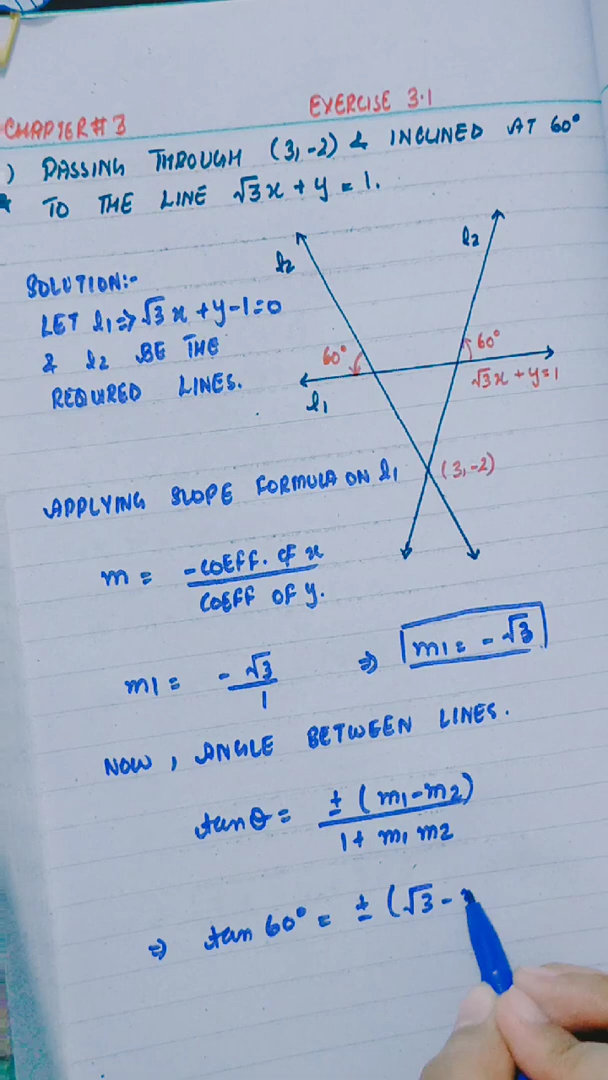 CHAPTER # 3
EXERCISE 3.1
) PASSING THROUGH (3,-2) & INCLINED AT 60°
TO THE LINE √3x + y = 1.
SOLUTION:-
LET l1 ⇒ √3x + y - 1 = 0
& l2 BE THE
REQUIRED LINES.
l2
l2
60°
60°
√3x + y = 1
l1
(3,-2)
APPLYING SLOPE FORMULA ON l1
m = -COEFF. OF x / COEFF OF y.
m1 = -√3 / 1 ⇒ m1 = -√3
NOW, ANGLE BETWEEN LINES.
tan θ = ± (m1 - m2) / 1 + m1 m2
⇒ tan 60° = ± (√3 -